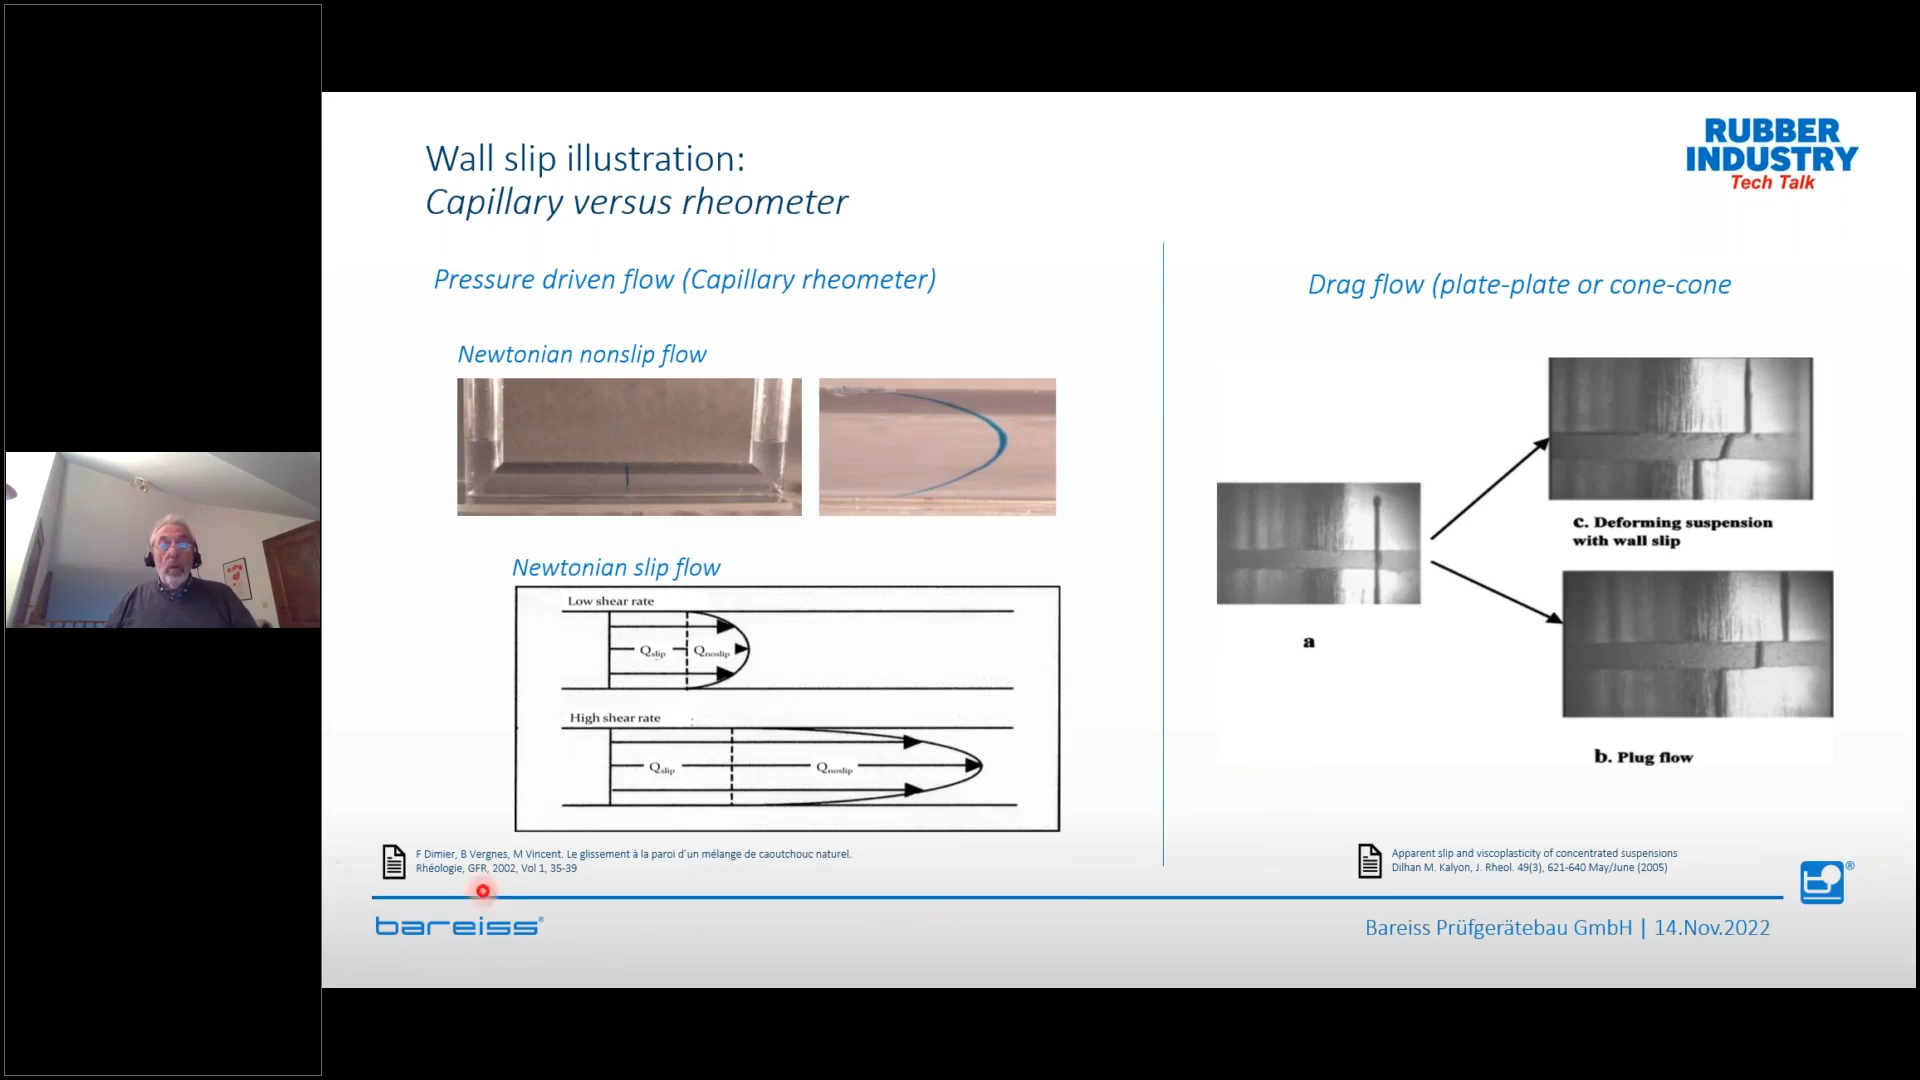 RUBBER
INDUSTRY
Tech Talk
Wall slip illustration:
Capillary versus rheometer
Pressure driven flow (Capillary rheometer)
Newtonian nonslip flow
Newtonian slip flow
Low shear rate
Qslip
Qnoslip
High shear rate
Qslip
Qnoslip
F Dimier, B Vergnes, M Vincent. Le glissement à la paroi d'un mélange de caoutchouc naturel.
Rhéologie, GFR, 2002, Vol 1, 35-39
Drag flow (plate-plate or cone-cone
a
c. Deforming suspension
with wall slip
b. Plug flow
Apparent slip and viscoplasticity of concentrated suspensions
Dilhan M. Kalyon, J. Rheol. 49(3), 621-640 May/June (2005)
®
bareiss®
Bareiss Prüfgerätebau GmbH | 14.Nov.2022